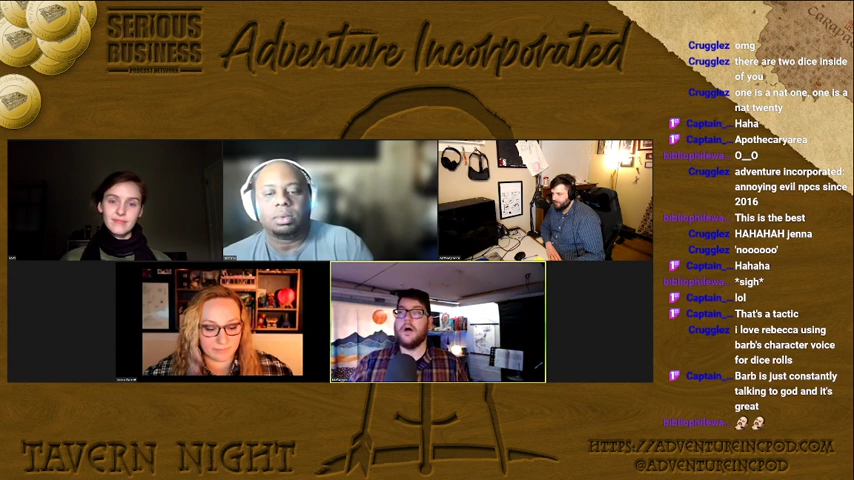 SERIOUS
BUSINESS
PODCAST NETWORK
Adventure Incorporated
CARAPA
Crugglez omg
Crugglez there are two dice inside
of you
Crugglez one is a nat one, one is a
nat twenty
Captain_... Haha
Captain_... Apothecaryarea
bibliophilewa.. O__O
Crugglez adventure incorporated:
annoying evil npcs since
2016
bibliophilewa.. This is the best
Crugglez HAHAHAH jenna
Crugglez 'noooooo'
Captain_... Hahaha
bibliophilewa.. *sigh*
Captain_... lol
Captain_... That's a tactic
Crugglez i love rebecca using
barb's character voice
for dice rolls
Captain_... Barb is just constantly
talking to god and it's
great
bibliophilewa..
TAVERN NIGHT
HTTPS://ADVENTUREINCPOD.COM
@ADVENTUREINCPOD